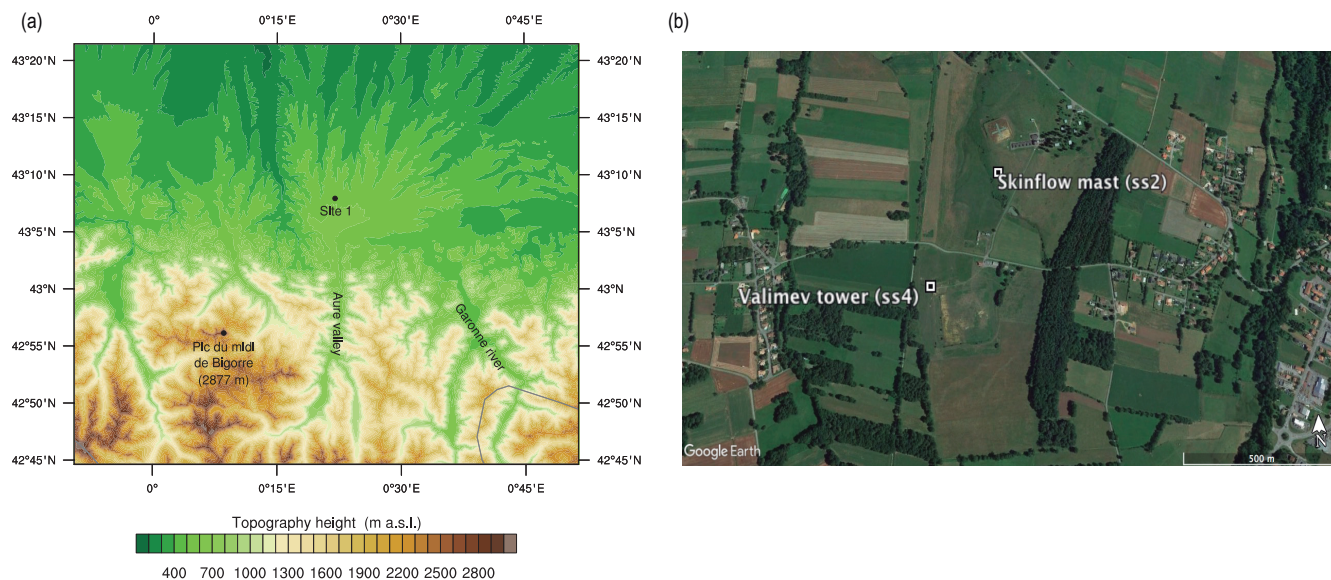 (a)
0° 0°15'E 0°30'E 0°45'E
43°20'N 43°20'N
43°15'N 43°15'N
43°10'N 43°10'N
Site 1
43°5'N 43°5'N
43°N 43°N
Aure valley
Garonne river
Pic du midi
de Bigorre
(2877 m)
42°55'N 42°55'N
42°50'N 42°50'N
42°45'N 42°45'N
0° 0°15'E 0°30'E 0°45'E
Topography height (m a.s.l.)
400 700 1000 1300 1600 1900 2200 2500 2800
(b)
Skinflow mast (ss2)
Valimev tower (ss4)
Google Earth
N
500 m